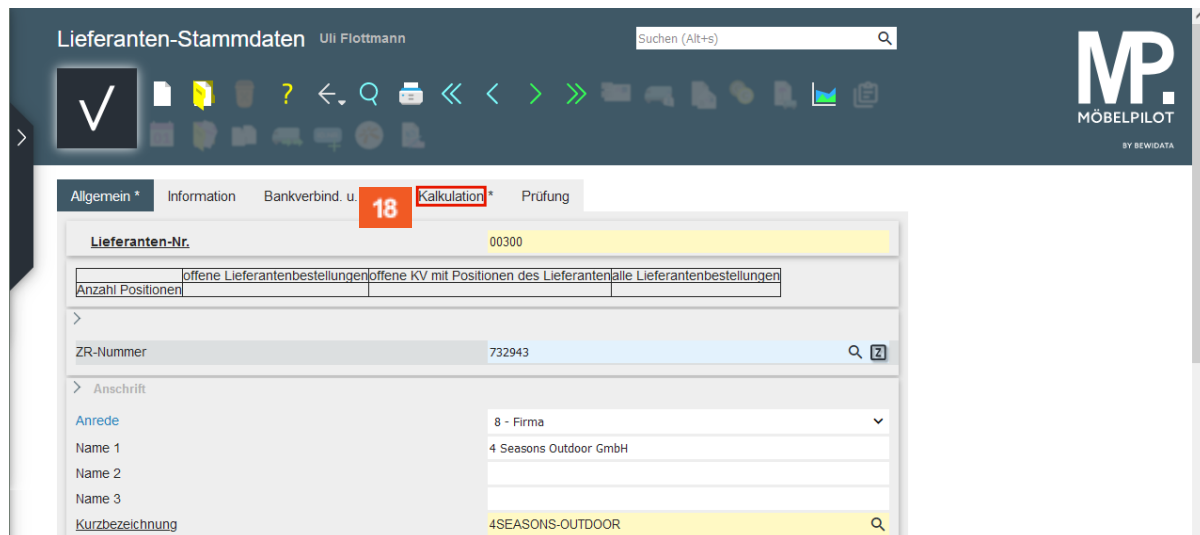 Lieferanten-Stammdaten Uli Flottmann
Suchen (Alt+s)
MP.
MÖBELPILOT
BY BEWIDATA
Allgemein * Information Bankverbind. u. 18 Kalkulation * Prüfung
Lieferanten-Nr. 00300
offene Lieferantenbestellungen offene KV mit Positionen des Lieferanten alle Lieferantenbestellungen
Anzahl Positionen
ZR-Nummer 732943 Z
Anschrift
Anrede 8 - Firma
Name 1 4 Seasons Outdoor GmbH
Name 2
Name 3
Kurzbezeichnung 4SEASONS-OUTDOOR